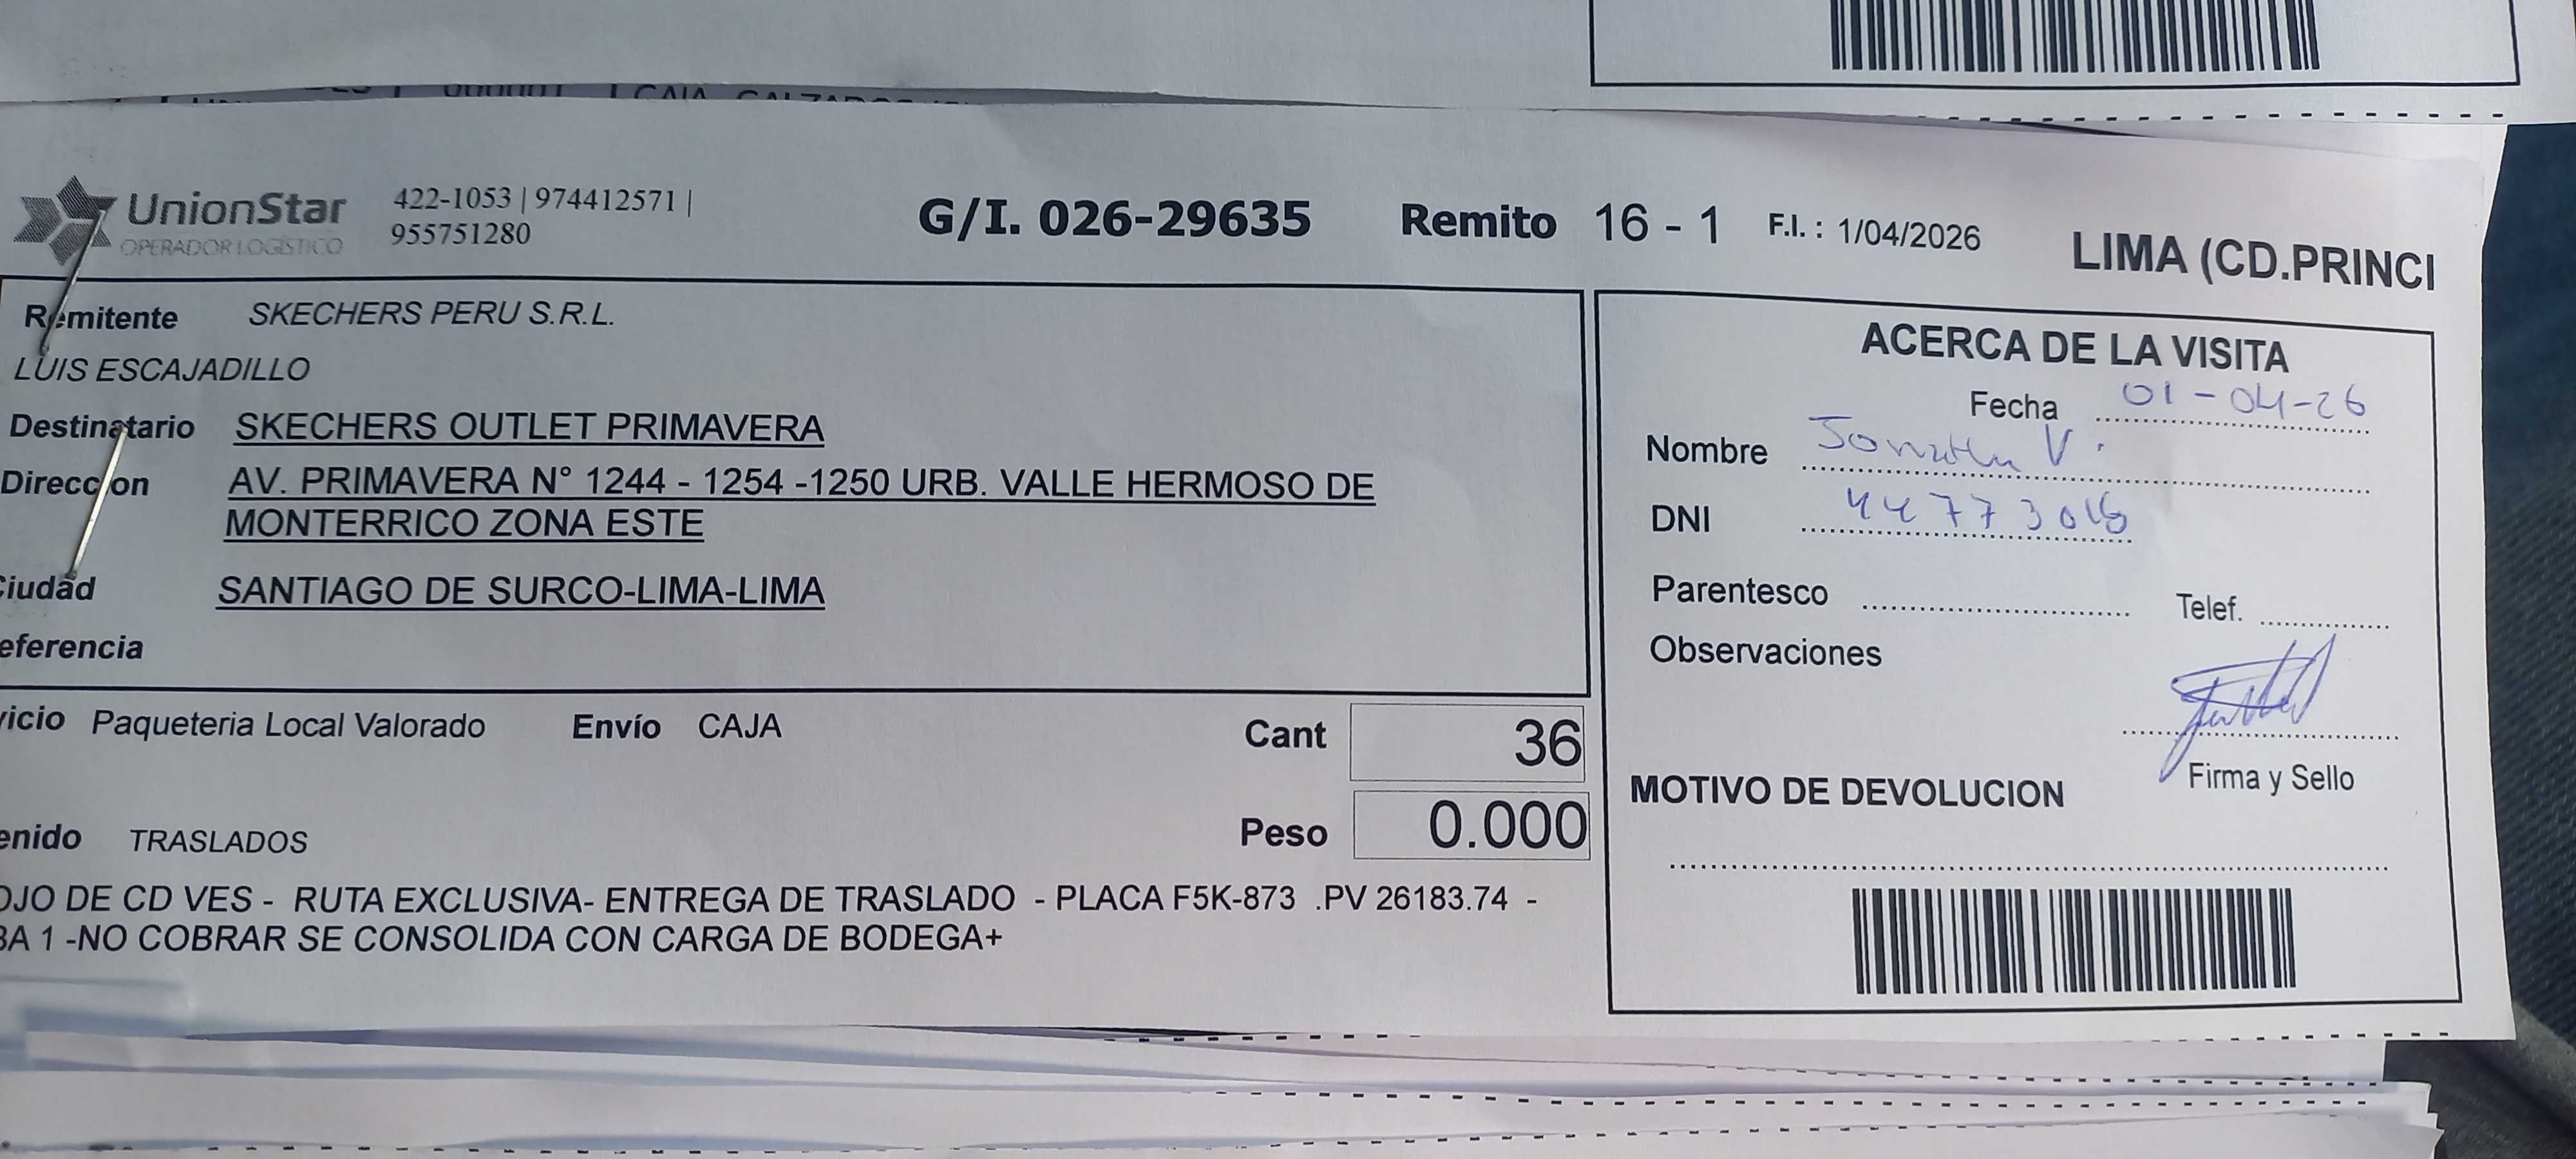 UnionStar
OPERADOR LOGÍSTICO
422-1053 | 974412571 |
955751280
G/I. 026-29635 Remito 16 - 1 F.I. : 1/04/2026
LIMA (CD.PRINCI
Remitente SKECHERS PERU S.R.L.
LUIS ESCAJADILLO
Destinatario SKECHERS OUTLET PRIMAVERA
Direccion AV. PRIMAVERA N° 1244 - 1254 -1250 URB. VALLE HERMOSO DE
MONTERRICO ZONA ESTE
Ciudad SANTIAGO DE SURCO-LIMA-LIMA
eferencia
vicio Paqueteria Local Valorado Envío CAJA Cant 36
Peso 0.000
enido TRASLADOS
OJO DE CD VES - RUTA EXCLUSIVA- ENTREGA DE TRASLADO - PLACA F5K-873 .PV 26183.74 -
BA 1 -NO COBRAR SE CONSOLIDA CON CARGA DE BODEGA+
ACERCA DE LA VISITA
Fecha 01-04-26
Nombre V.
DNI
Parentesco Telef.
Observaciones
Firma y Sello
MOTIVO DE DEVOLUCION